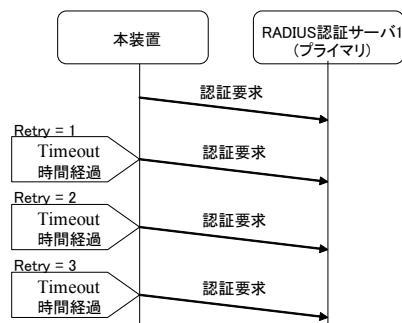 本装置
RADIUS認証サーバ1
(プライマリ)
認証要求
Retry = 1
Timeout
時間経過
認証要求
Retry = 2
Timeout
時間経過
認証要求
Retry = 3
Timeout
時間経過
認証要求